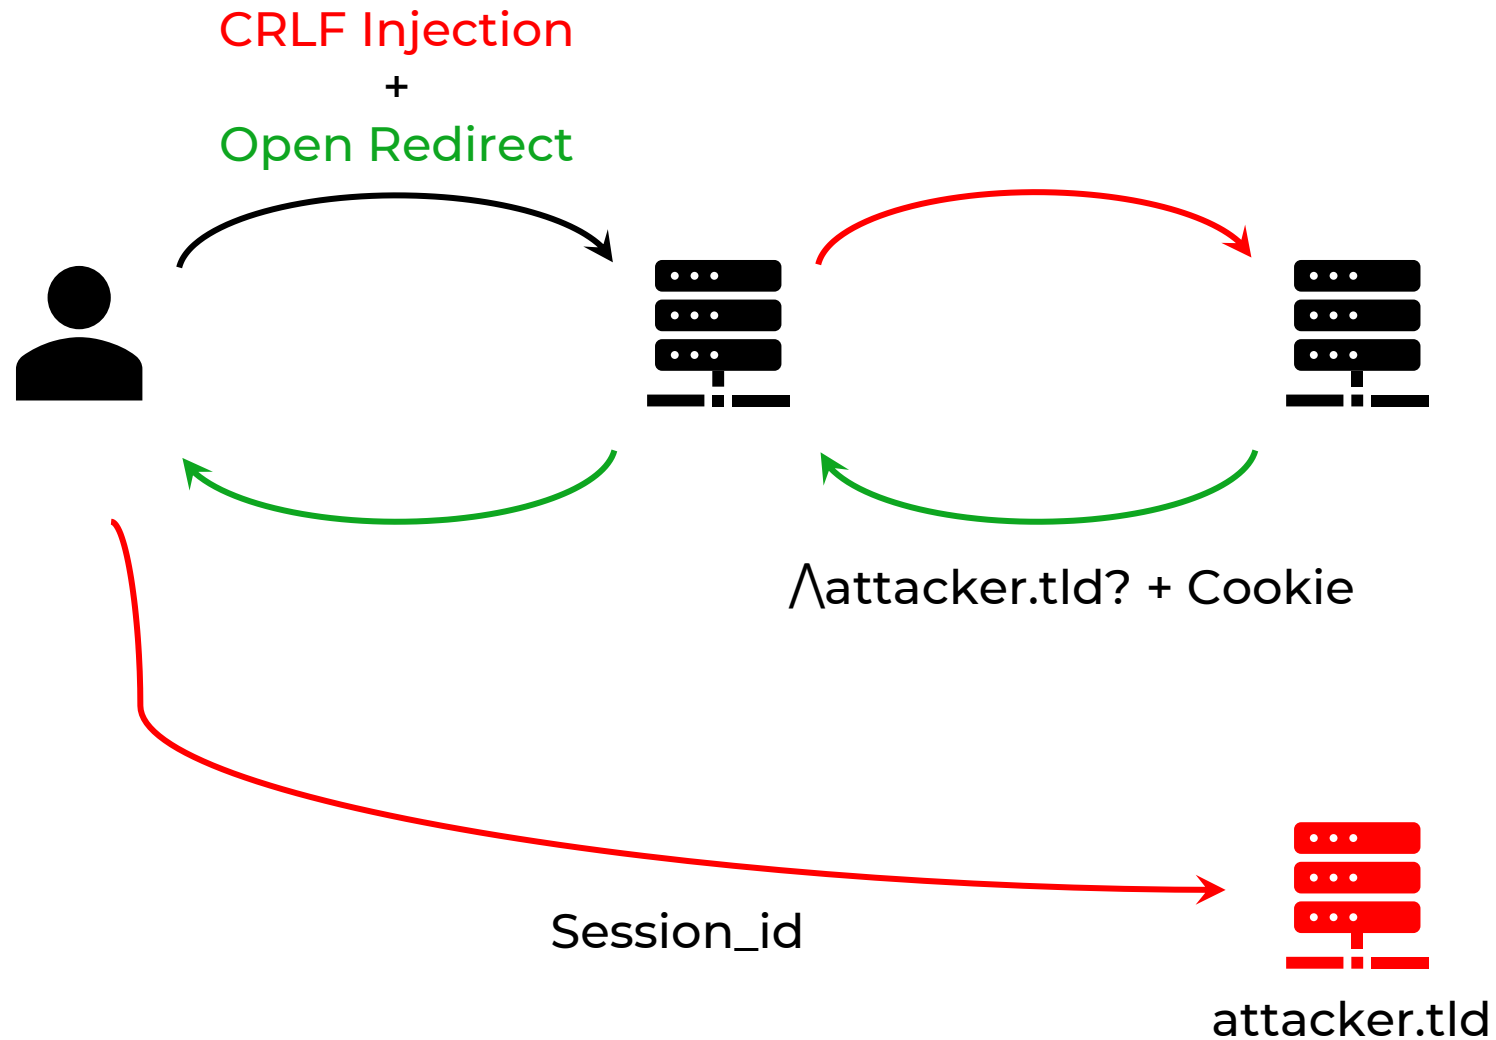 CRLF Injection
+
Open Redirect
/\attacker.tld? + Cookie
Session_id
attacker.tld